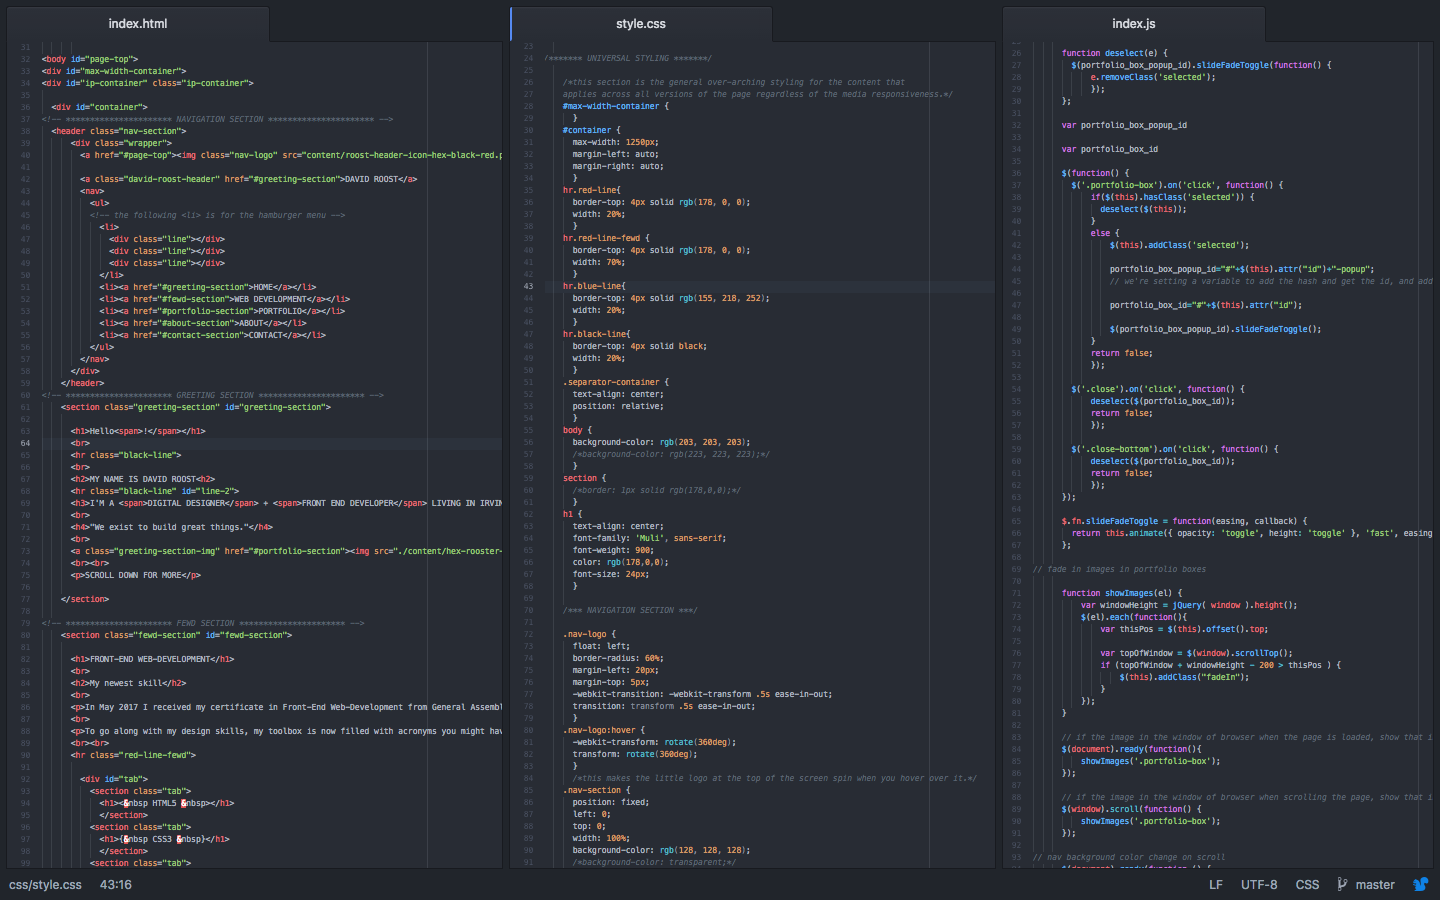 index.html
31
32 <body id="page-top">
33 <div id="max-width-container">
34 <div id="ip-container" class="ip-container">
35
36 <div id="container">
37 <!-- ********************** NAVIGATION SECTION ********************** -->
38 <header class="nav-section">
39 <div class="wrapper">
40 <a href="#page-top"><img class="nav-logo" src="content/roost-header-icon-hex-black-red.p
41
42 <a class="david-roost-header" href="#greeting-section">DAVID ROOST</a>
43 <nav>
44 <ul>
45 <!-- the following <li> is for the hamburger menu -->
46 <li>
47 <div class="line"></div>
48 <div class="line"></div>
49 <div class="line"></div>
50 </li>
51 <li><a href="#greeting-section">HOME</a></li>
52 <li><a href="#fewd-section">WEB DEVELOPMENT</a></li>
53 <li><a href="#portfolio-section">PORTFOLIO</a></li>
54 <li><a href="#about-section">ABOUT</a></li>
55 <li><a href="#contact-section">CONTACT</a></li>
56 </ul>
57 </nav>
58 </div>
59 </header>
60 <!-- ********************** GREETING SECTION ********************** -->
61 <section class="greeting-section" id="greeting-section">
62
63 <h1>Hello<span>!</span></h1>
64 <br>
65 <hr class="black-line">
66 <br>
67 <h2>MY NAME IS DAVID ROOST<h2>
68 <hr class="black-line" id="line-2">
69 <h3>I'M A <span>DIGITAL DESIGNER</span> + <span>FRONT END DEVELOPER</span> LIVING IN IRVIN
70 <br>
71 <h4>"We exist to build great things."</h4>
72 <br>
73 <a class="greeting-section-img" href="#portfolio-section"><img src="./content/hex-rooster-
74 <br><br>
75 <p>SCROLL DOWN FOR MORE</p>
76
77 </section>
78
79 <!-- ********************** FEWD SECTION ********************** -->
80 <section class="fewd-section" id="fewd-section">
81
82 <h1>FRONT-END WEB-DEVELOPMENT</h1>
83 <br>
84 <h2>My newest skill</h2>
85 <br>
86 <p>In May 2017 I received my certificate in Front-End Web-Development from General Assembl
87 <br>
88 <p>To go along with my design skills, my toolbox is now filled with acronyms you might hav
89 <br><br>
90 <hr class="red-line-fewd">
91
92 <div id="tab">
93 <section class="tab">
94 <h1><&nbsp HTML5 &nbsp></h1>
95 </section>
96 <section class="tab">
97 <h1>{&nbsp CSS3 &nbsp}</h1>
98 </section>
99 <section class="tab">
style.css
23
24 /******* UNIVERSAL STYLING *******/
25
26 /*this section is the general over-arching styling for the content that
27 applies across all versions of the page regardless of the media responsiveness.*/
28 #max-width-container {
29 }
30 #container {
31 max-width: 1250px;
32 margin-left: auto;
33 margin-right: auto;
34 }
35 hr.red-line{
36 border-top: 4px solid rgb(178, 0, 0);
37 width: 20%;
38 }
39 hr.red-line-fewd {
40 border-top: 4px solid rgb(178, 0, 0);
41 width: 70%;
42 }
43 hr.blue-line{
44 border-top: 4px solid rgb(155, 218, 252);
45 width: 20%;
46 }
47 hr.black-line{
48 border-top: 4px solid black;
49 width: 20%;
50 }
51 .separator-container {
52 text-align: center;
53 position: relative;
54 }
55 body {
56 background-color: rgb(203, 203, 203);
57 /*background-color: rgb(223, 223, 223);*/
58 }
59 section {
60 /*border: 1px solid rgb(178,0,0);*/
61 }
62 h1 {
63 text-align: center;
64 font-family: 'Muli', sans-serif;
65 font-weight: 900;
66 color: rgb(178,0,0);
67 font-size: 24px;
68 }
69
70 /*** NAVIGATION SECTION ***/
71
72 .nav-logo {
73 float: left;
74 border-radius: 60%;
75 margin-left: 20px;
76 margin-top: 5px;
77 -webkit-transition: -webkit-transform .5s ease-in-out;
78 transition: transform .5s ease-in-out;
79 }
80 .nav-logo:hover {
81 -webkit-transform: rotate(360deg);
82 transform: rotate(360deg);
83 }
84 /*this makes the little logo at the top of the screen spin when you hover over it.*/
85 .nav-section {
86 position: fixed;
87 left: 0;
88 top: 0;
89 width: 100%;
90 background-color: rgb(128, 128, 128);
91 /*background-color: transparent;*/
index.js
26 function deselect(e) {
27 $(portfolio_box_popup_id).slideFadeToggle(function() {
28 e.removeClass('selected');
29 });
30 };
31
32 var portfolio_box_popup_id
33
34 var portfolio_box_id
35
36 $(function() {
37 $('.portfolio-box').on('click', function() {
38 if($(this).hasClass('selected')) {
39 deselect($(this));
40 }
41 else {
42 $(this).addClass('selected');
43
44 portfolio_box_popup_id="#"+$(this).attr("id")+"-popup";
45 // we're setting a variable to add the hash and get the id, and add
46
47 portfolio_box_id="#"+$(this).attr("id");
48
49 $(portfolio_box_popup_id).slideFadeToggle();
50 }
51 return false;
52 });
53
54 $('.close').on('click', function() {
55 deselect($(portfolio_box_id));
56 return false;
57 });
58
59 $('.close-bottom').on('click', function() {
60 deselect($(portfolio_box_id));
61 return false;
62 });
63 });
64
65 $.fn.slideFadeToggle = function(easing, callback) {
66 return this.animate({ opacity: 'toggle', height: 'toggle' }, 'fast', easing
67 };
68
69 // fade in images in portfolio boxes
70
71 function showImages(el) {
72 var windowHeight = jQuery( window ).height();
73 $(el).each(function(){
74 var thisPos = $(this).offset().top;
75
76 var topOfWindow = $(window).scrollTop();
77 if (topOfWindow + windowHeight - 200 > thisPos ) {
78 $(this).addClass("fadeIn");
79 }
80 });
81 }
82
83 // if the image in the window of browser when the page is loaded, show that i
84 $(document).ready(function(){
85 showImages('.portfolio-box');
86 });
87
88 // if the image in the window of browser when scrolling the page, show that i
89 $(window).scroll(function() {
90 showImages('.portfolio-box');
91 });
92
93 // nav background color change on scroll
css/style.css 43:16
LF UTF-8 CSS master